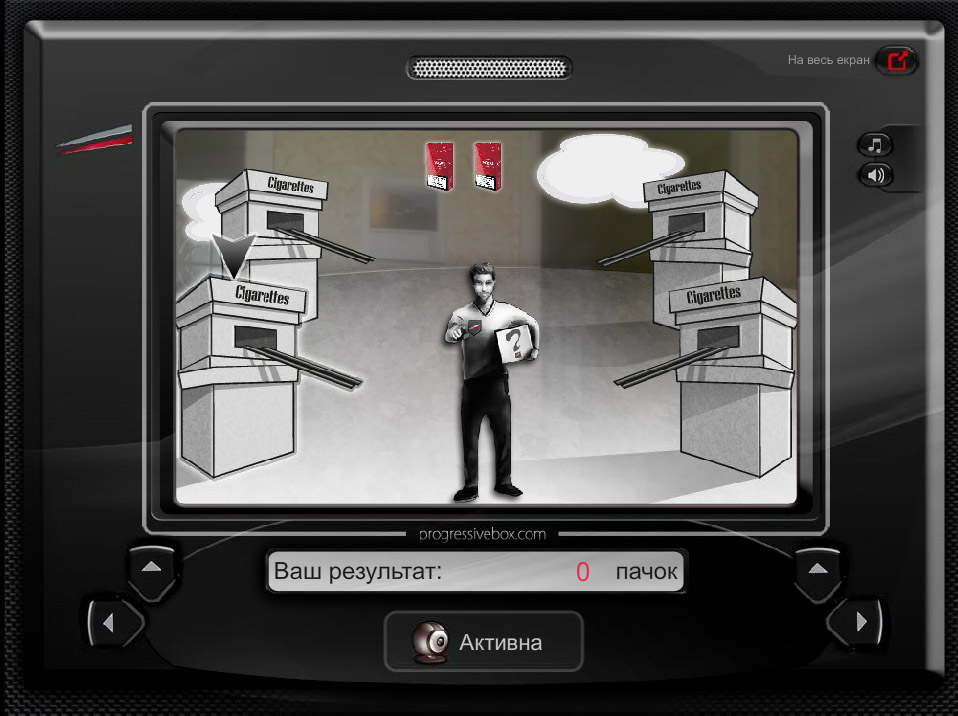 На весь екран
Cigarettes
Cigarettes
Cigarettes
Cigarettes
?
progressivebox.com
Ваш результат: 0 пачок
Активна